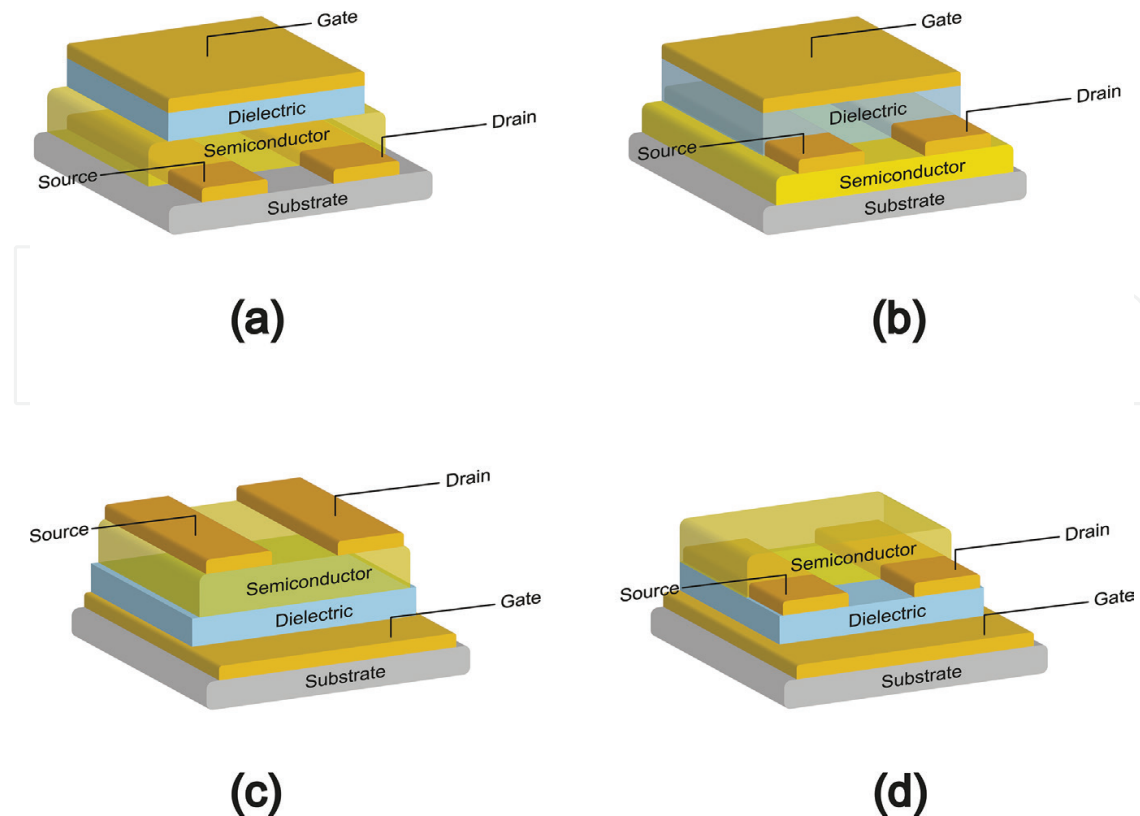 Gate
Dielectric
Drain
Semiconductor
Source
Substrate
(a)
Gate
Dielectric
Drain
Source
Semiconductor
Substrate
(b)
Drain
Source
Semiconductor
Gate
Dielectric
Substrate
(c)
Drain
Semiconductor
Source
Gate
Dielectric
Substrate
(d)